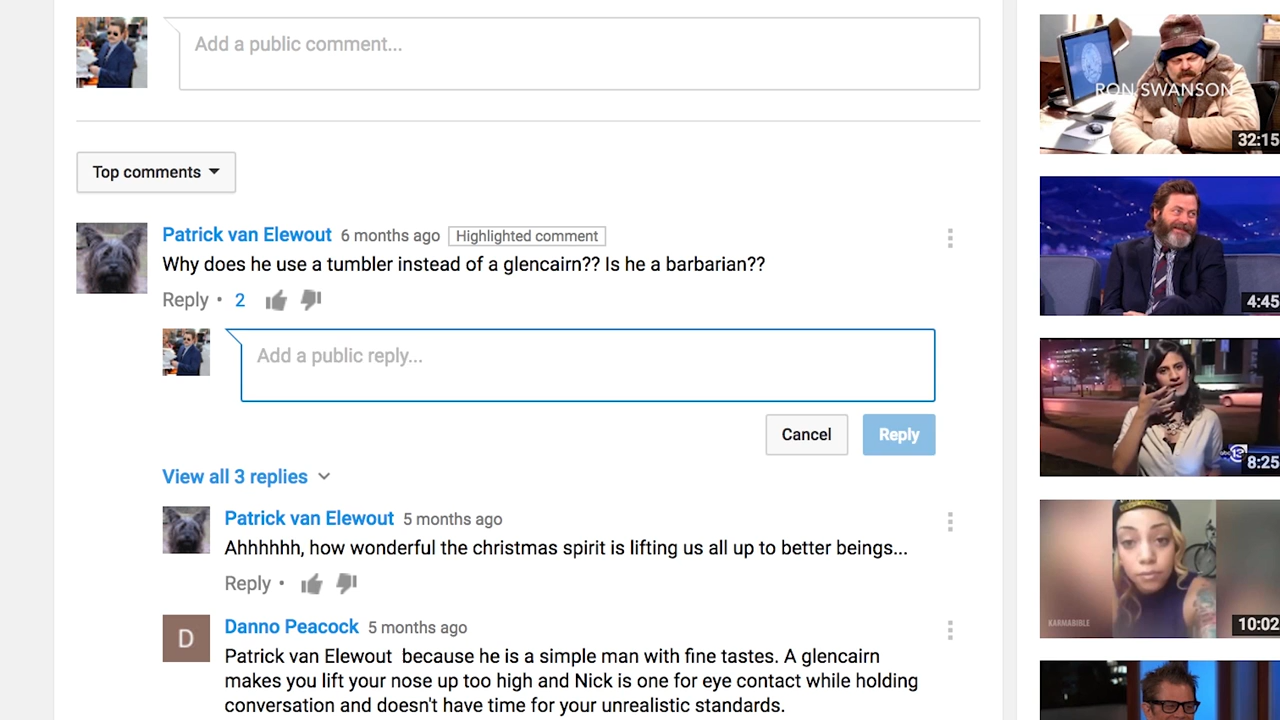 Add a public comment...
Top comments
Patrick van Elewout 6 months ago Highlighted comment
Why does he use a tumbler instead of a glencairn?? Is he a barbarian??
Reply • 2
Add a public reply...
Cancel Reply
View all 3 replies
Patrick van Elewout 5 months ago
Ahhhhhh, how wonderful the christmas spirit is lifting us all up to better beings...
Reply •
D
Danno Peacock 5 months ago
Patrick van Elewout because he is a simple man with fine tastes. A glencairn
makes you lift your nose up too high and Nick is one for eye contact while holding
conversation and doesn't have time for your unrealistic standards.
RON SWANSON
32:15
4:45
abc 13
8:25
KARMABIBLE
10:02